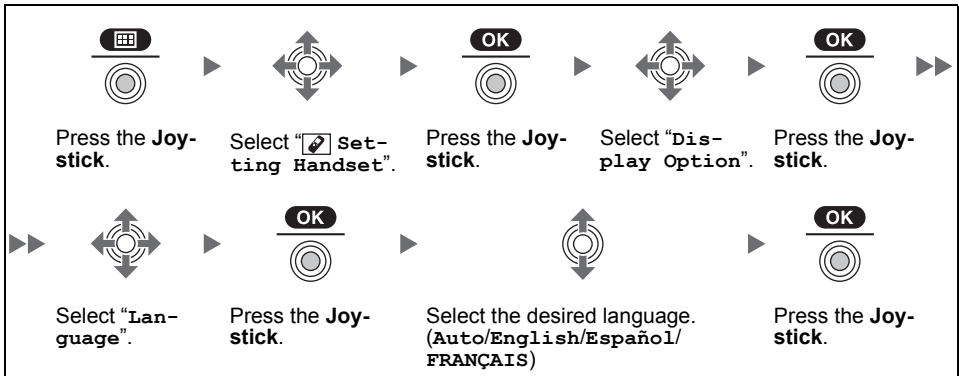 OK
OK
Press the Joy-
stick.
Select “ Set-
ting Handset”.
Press the Joy-
stick.
Select “Dis-
play Option”.
Press the Joy-
stick.
OK
OK
Select “Lan-
guage”.
Press the Joy-
stick.
Select the desired language.
(Auto/English/Español/
FRANÇAIS)
Press the Joy-
stick.